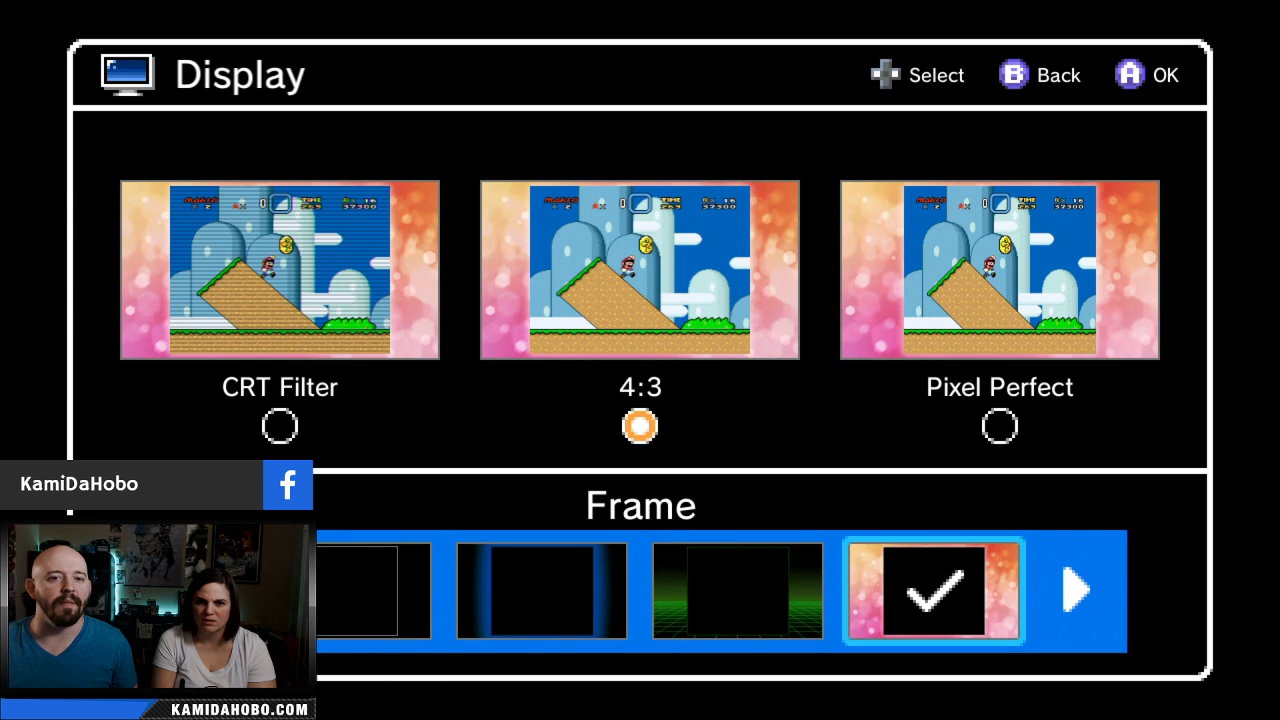 Display
Select
Back
OK
CRT Filter
4:3
Pixel Perfect
KamiDaHobo
Frame
KAMIDAHOBO.COM